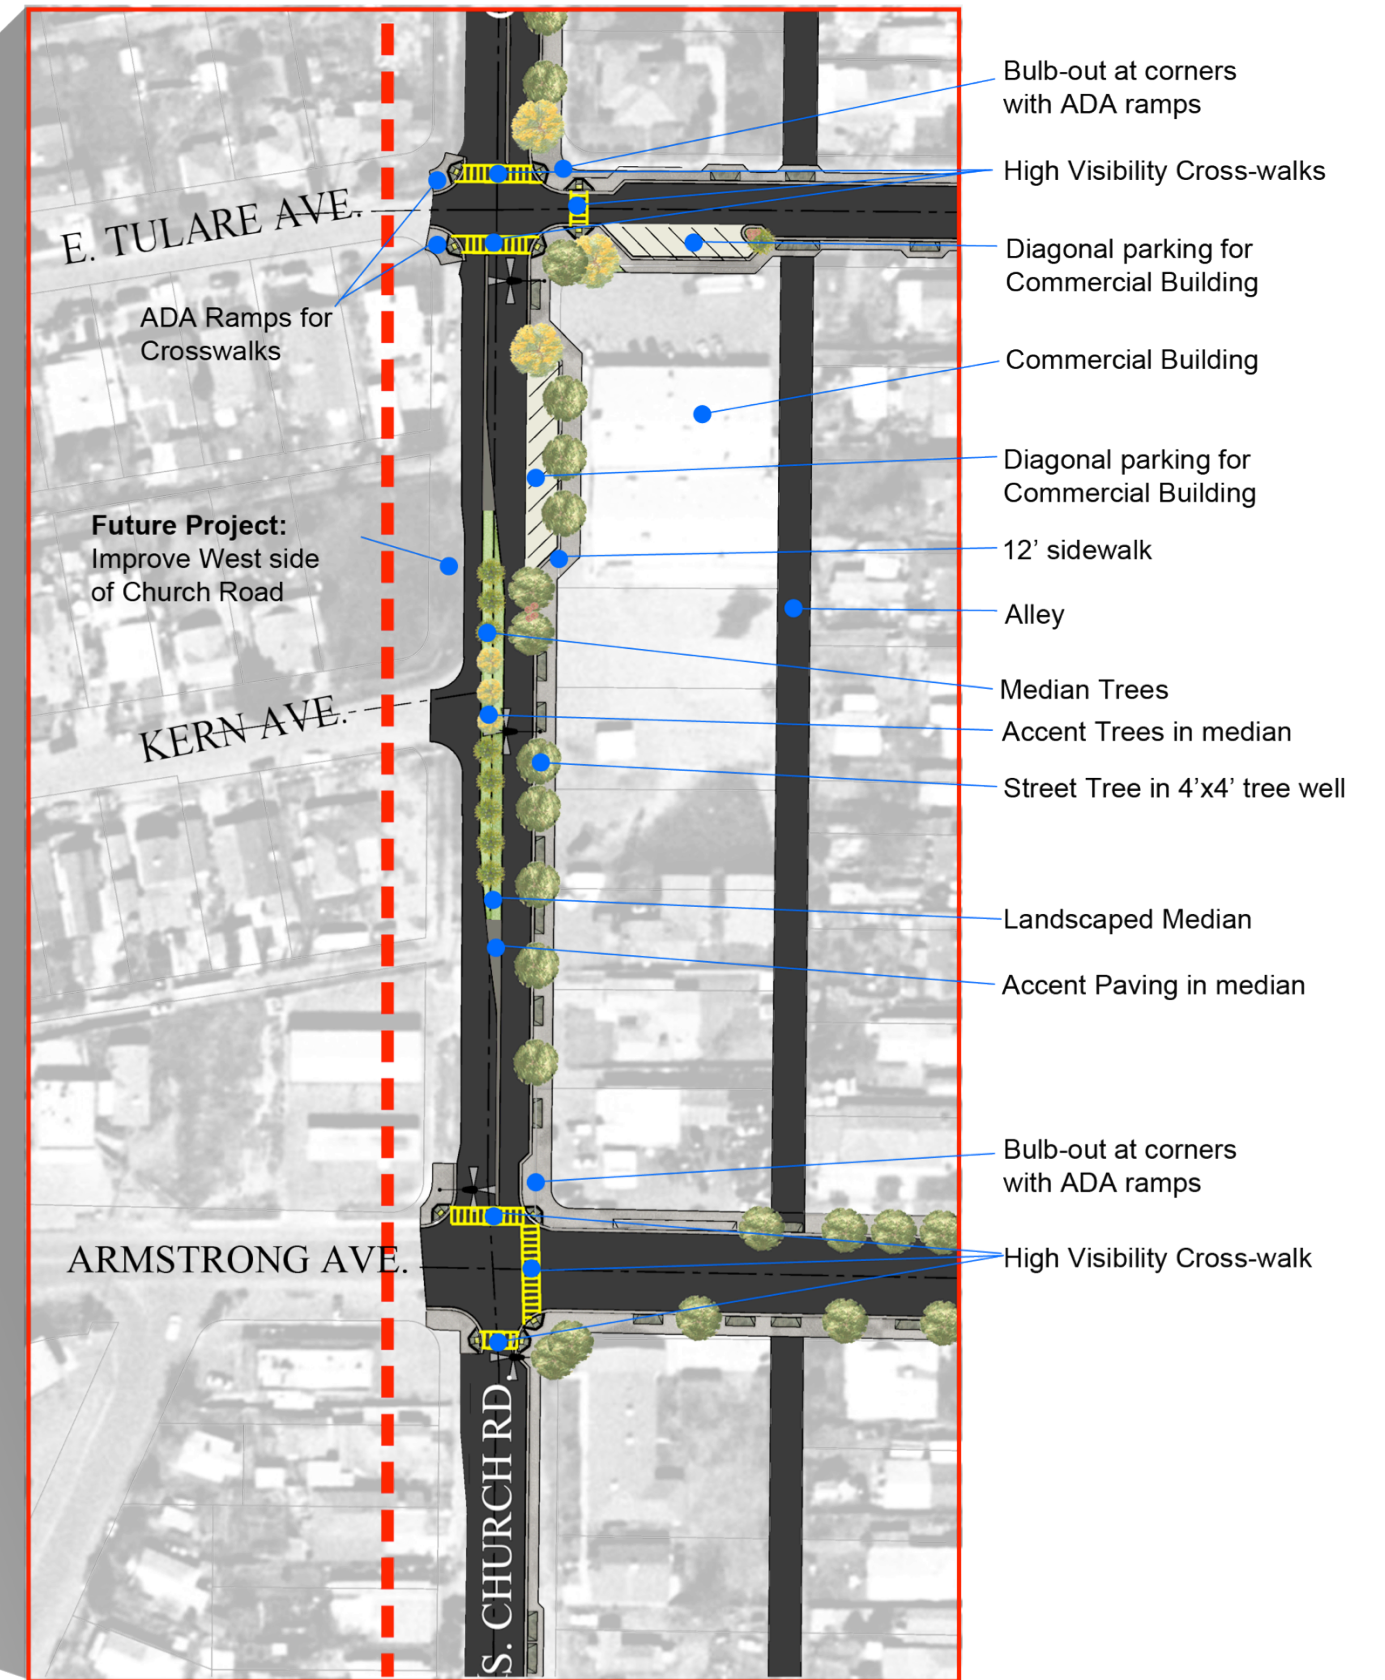 Bulb-out at corners
with ADA ramps
High Visibility Cross-walks
E. TULARE AVE.
Diagonal parking for
Commercial Building
ADA Ramps for
Crosswalks
Commercial Building
Diagonal parking for
Commercial Building
Future Project:
Improve West side
of Church Road
12’ sidewalk
Alley
Median Trees
KERN AVE.
Accent Trees in median
Street Tree in 4’x4’ tree well
Landscaped Median
Accent Paving in median
Bulb-out at corners
with ADA ramps
ARMSTRONG AVE.
High Visibility Cross-walk
S. CHURCH RD.